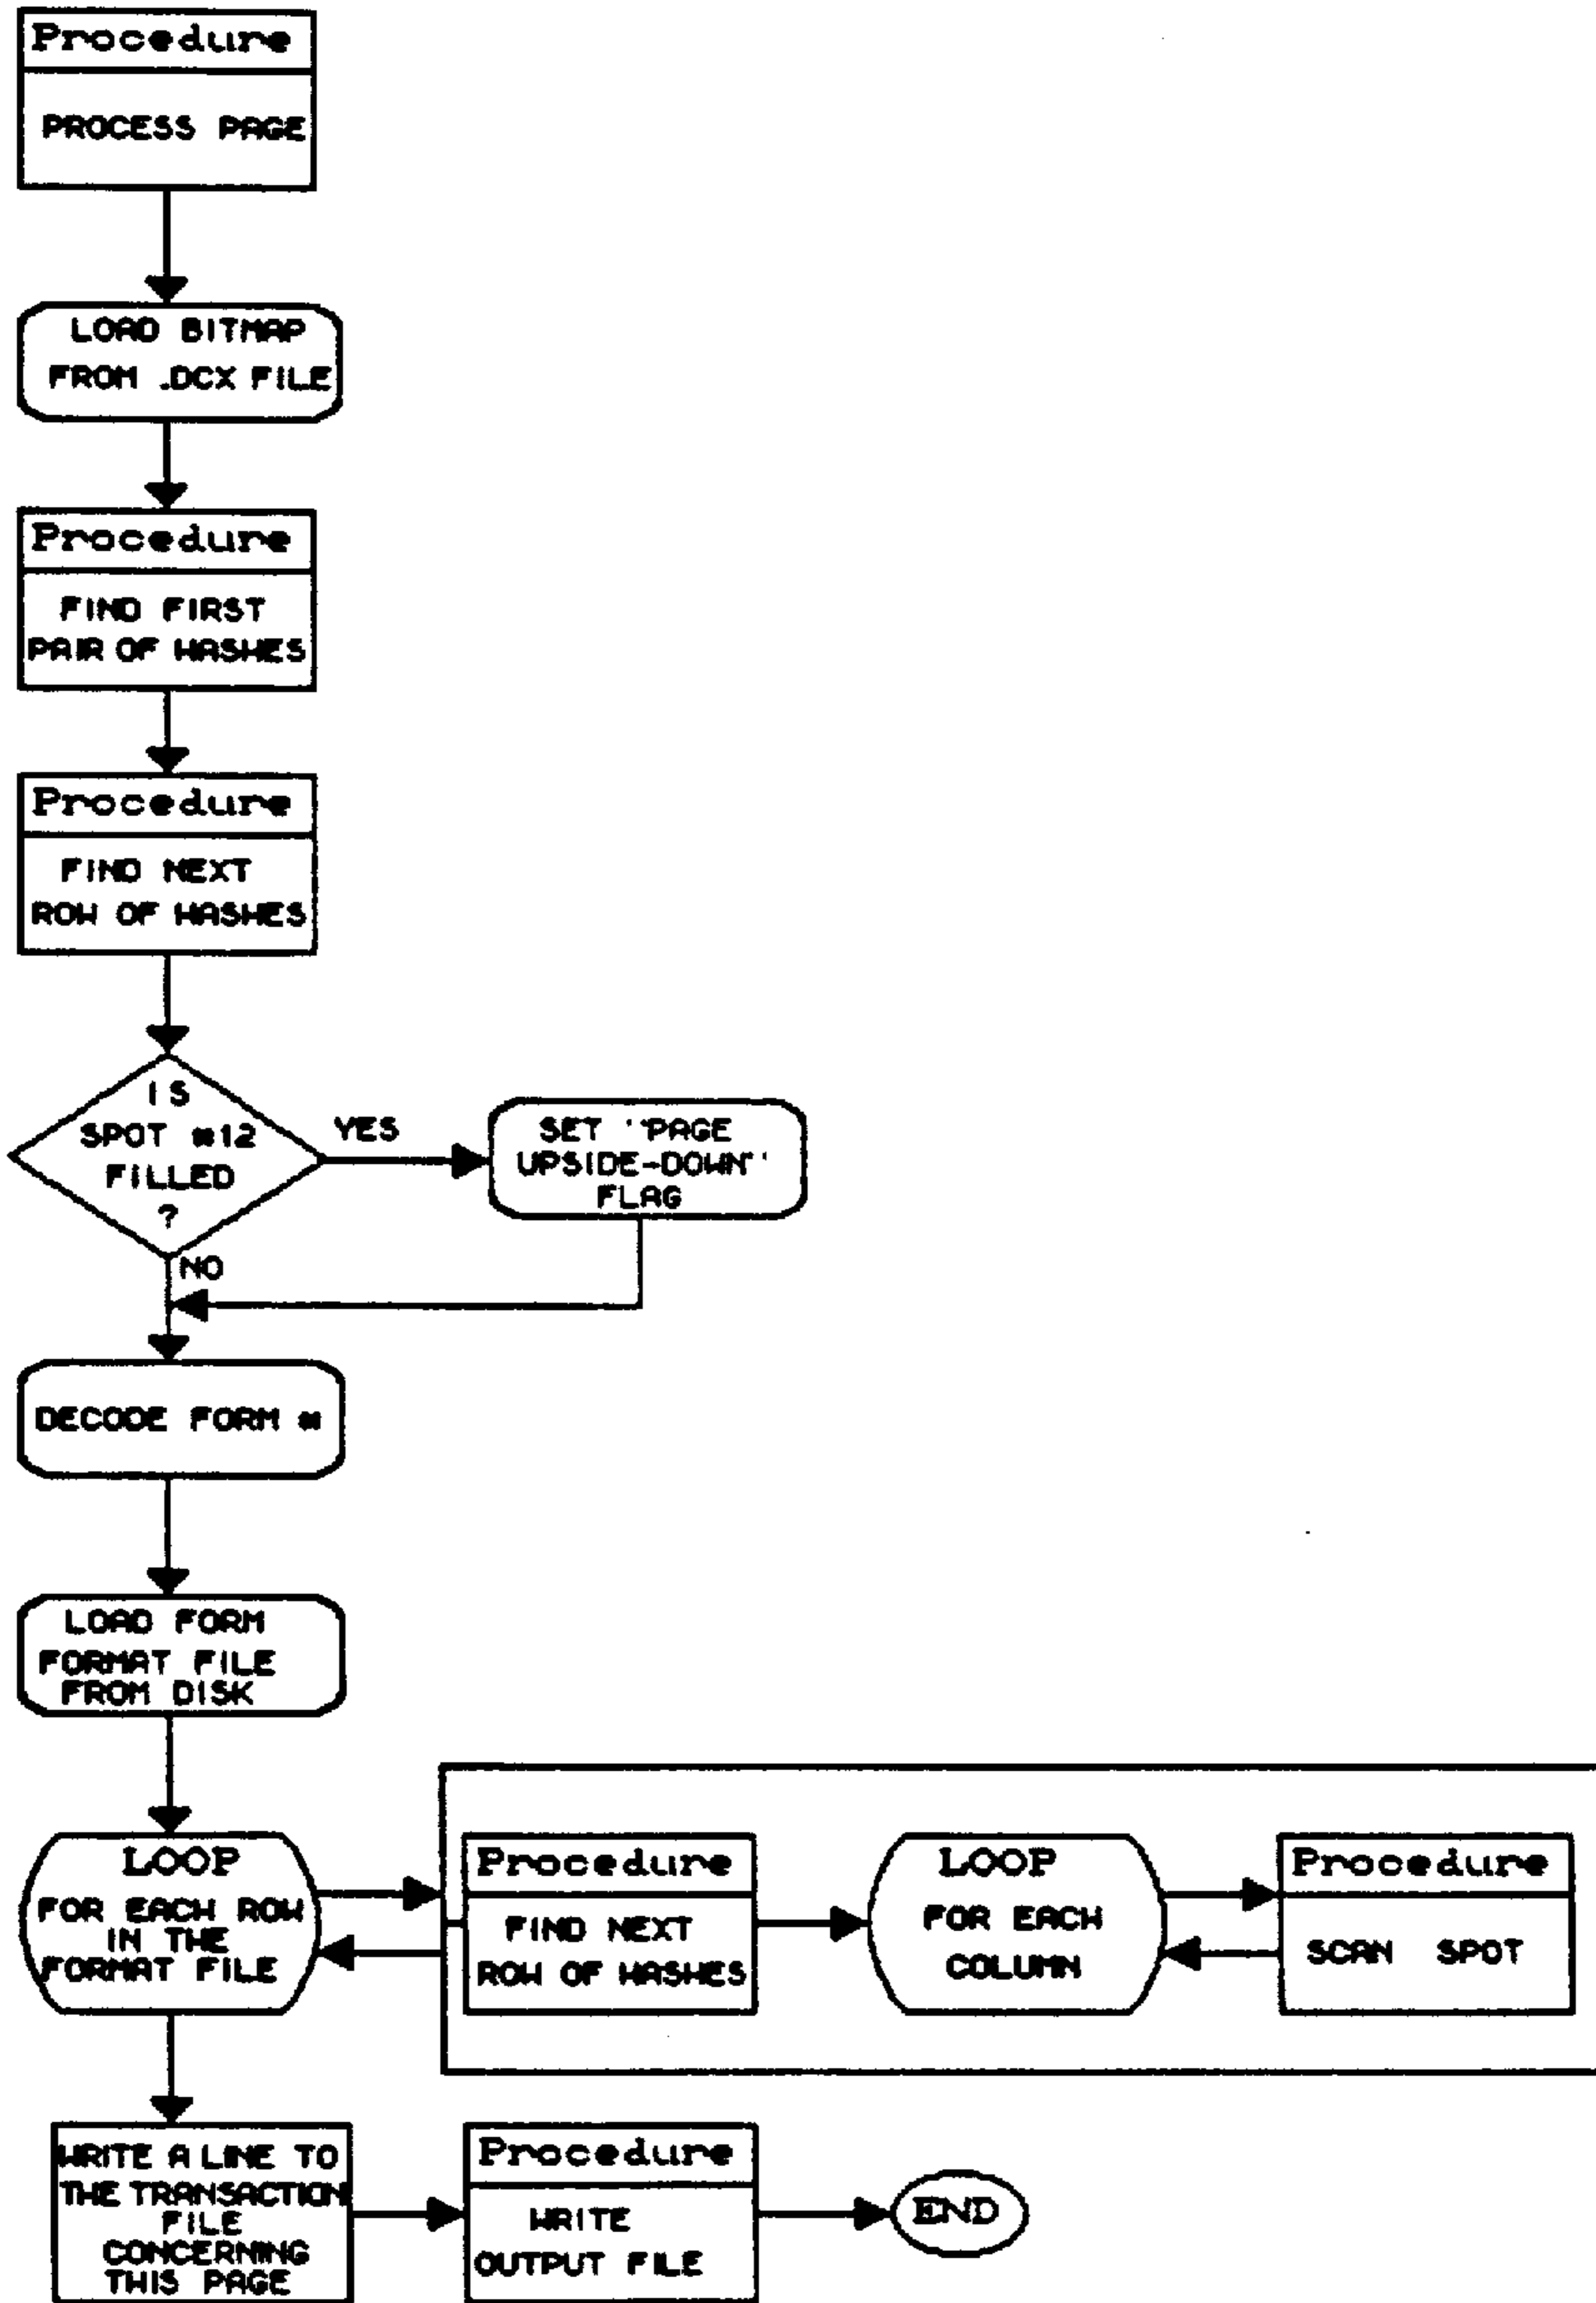 Procedure
PROCESS PAGE
LOAD BITMAP
FROM .DCX FILE
Procedure
FIND FIRST
PAIR OF HASHES
Procedure
FIND NEXT
ROW OF HASHES
IS
SPOT #12
FILLED
?
YES
SET "PAGE
UPSIDE-DOWN"
FLAG
NO
DECODE FORM #
LOAD FORM
FORMAT FILE
FROM DISK
LOOP
FOR EACH ROW
IN THE
FORMAT FILE
Procedure
FIND NEXT
ROW OF HASHES
LOOP
FOR EACH
COLUMN
Procedure
SCAN SPOT
WRITE A LINE TO
THE TRANSACTION
FILE
CONCERNING
THIS PAGE
Procedure
WRITE
OUTPUT FILE
END